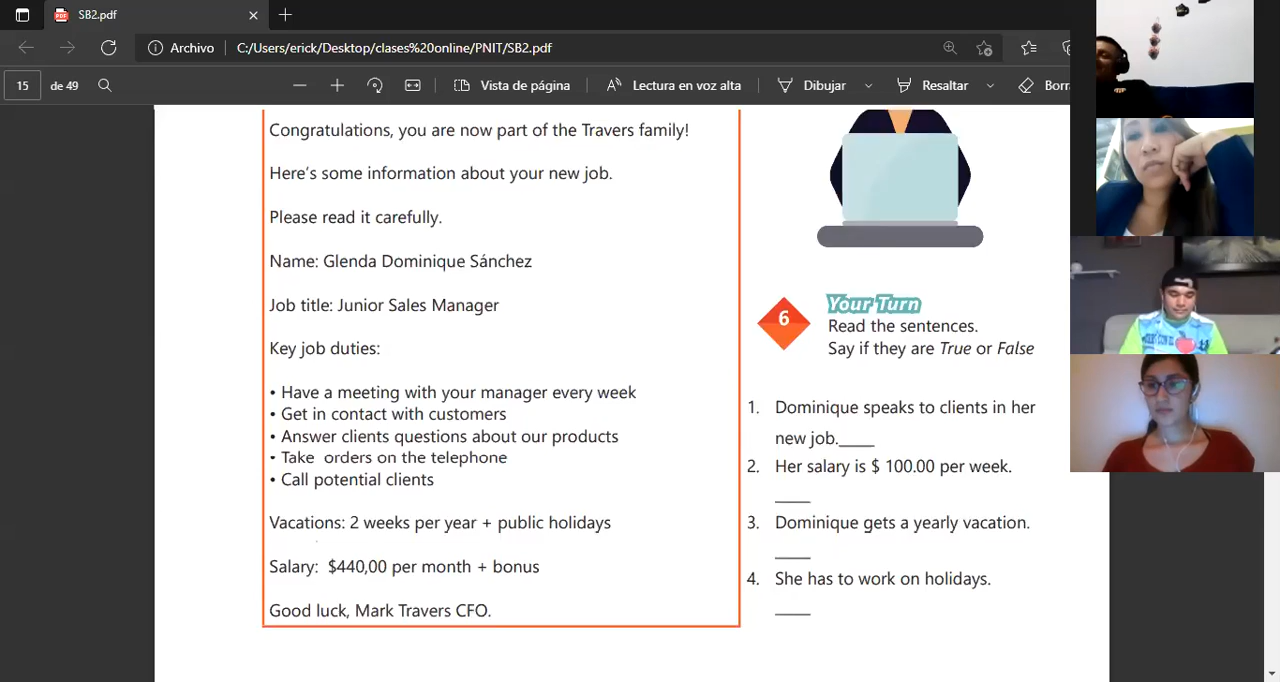 SB2.pdf
Archivo C:/Users/erick/Desktop/clases%20online/PNIT/SB2.pdf
15 de 49 Vista de página Lectura en voz alta Dibujar Resaltar Borr
Congratulations, you are now part of the Travers family!
Here's some information about your new job.
Please read it carefully.
Name: Glenda Dominique Sánchez
Job title: Junior Sales Manager
Key job duties:
• Have a meeting with your manager every week
• Get in contact with customers
• Answer clients questions about our products
• Take orders on the telephone
• Call potential clients
Vacations: 2 weeks per year + public holidays
Salary: $440,00 per month + bonus
Good luck, Mark Travers CFO.
6 Your Turn
Read the sentences.
Say if they are True or False
1. Dominique speaks to clients in her
new job.____
2. Her salary is $ 100.00 per week.
____
3. Dominique gets a yearly vacation.
____
4. She has to work on holidays.
____